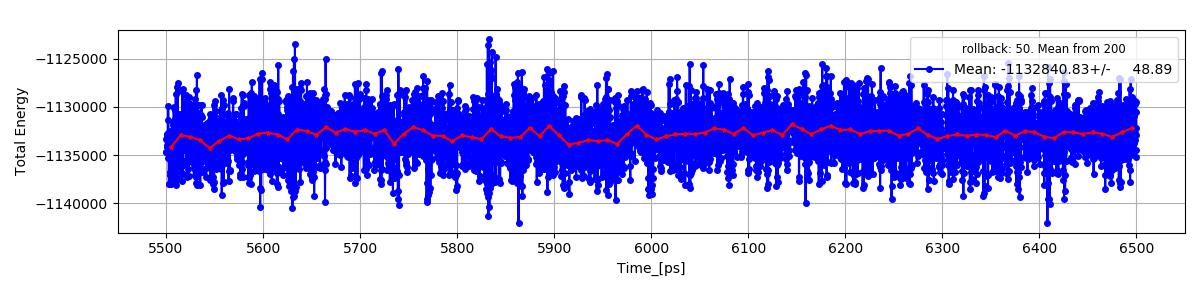 rollback: 50. Mean from 200
Mean: -1132840.83+/- 48.89
Total Energy
−1125000
−1130000
−1135000
−1140000
5500 5600 5700 5800 5900 6000 6100 6200 6300 6400 6500
Time_[ps]